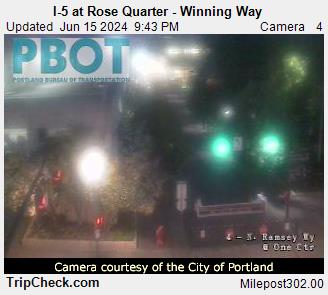 I-5 at Rose Quarter - Winning Way
Updated Jun 15 2024 9:43 PM Camera 4
PBOT
PORTLAND BUREAU OF TRANSPORTATION
4 - N. Ramsey Wy
@ One Ctr
Camera courtesy of the City of Portland
TripCheck.com Milepost302.00